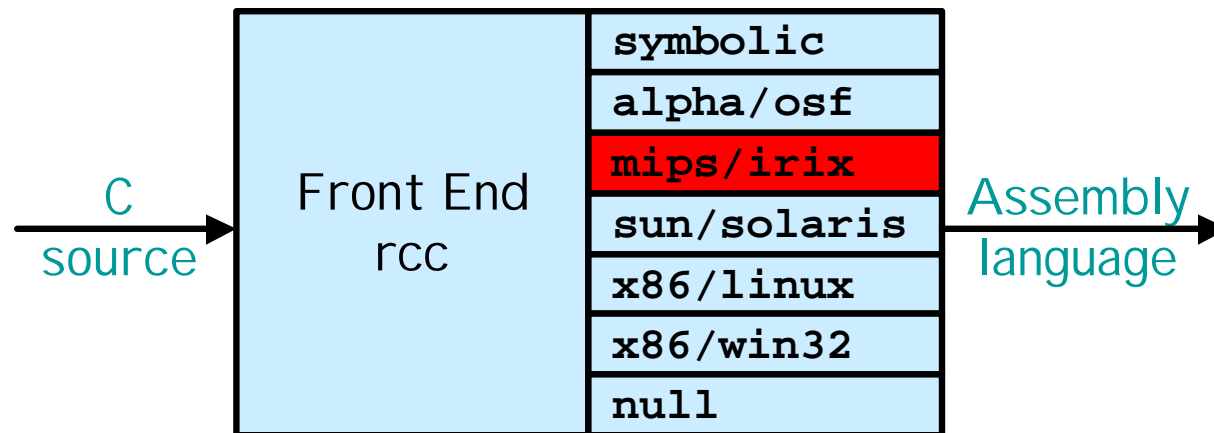 C
source
Front End
rcc
symbolic
alpha/osf
mips/irix
sun/solaris
x86/linux
x86/win32
null
Assembly
language